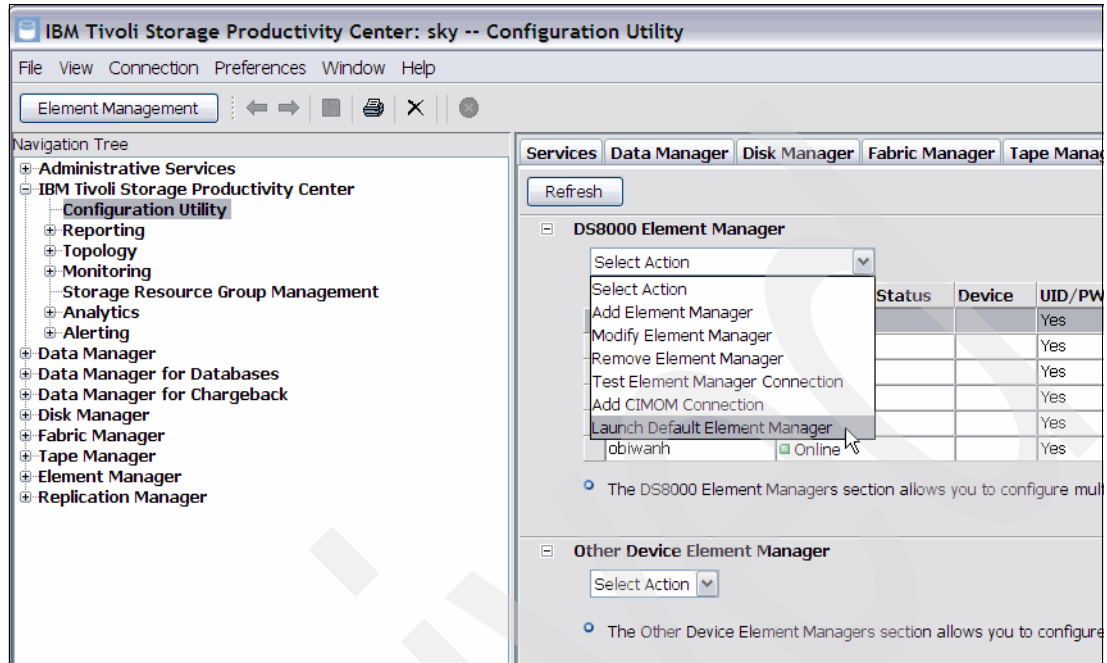 IBM Tivoli Storage Productivity Center: sky -- Configuration Utility
File View Connection Preferences Window Help
Element Management
Navigation Tree
Administrative Services
IBM Tivoli Storage Productivity Center
Configuration Utility
Reporting
Topology
Monitoring
Storage Resource Group Management
Analytics
Alerting
Data Manager
Data Manager for Databases
Data Manager for Chargeback
Disk Manager
Fabric Manager
Tape Manager
Element Manager
Replication Manager
Services Data Manager Disk Manager Fabric Manager Tape Manag
Refresh
DS8000 Element Manager
Select Action
Select Action
Add Element Manager
Modify Element Manager
Remove Element Manager
Test Element Manager Connection
Add CIMOM Connection
Launch Default Element Manager
Status Device UID/PW
Yes
Yes
Yes
Yes
Yes
obiwanh Online Yes
The DS8000 Element Managers section allows you to configure mul
Other Device Element Manager
Select Action
The Other Device Element Managers section allows you to configure